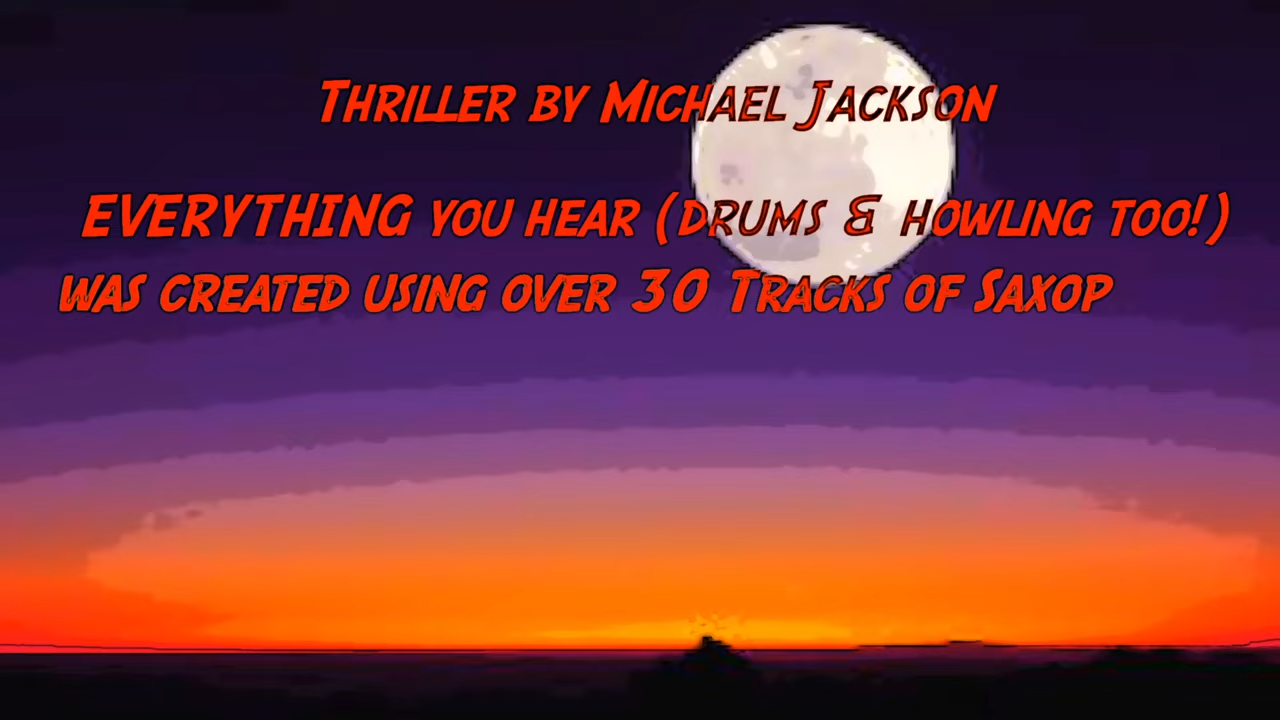 Thriller by Michael Jackson
EVERYTHING you hear (drums & howling too!)
was created using over 30 Tracks of Saxop